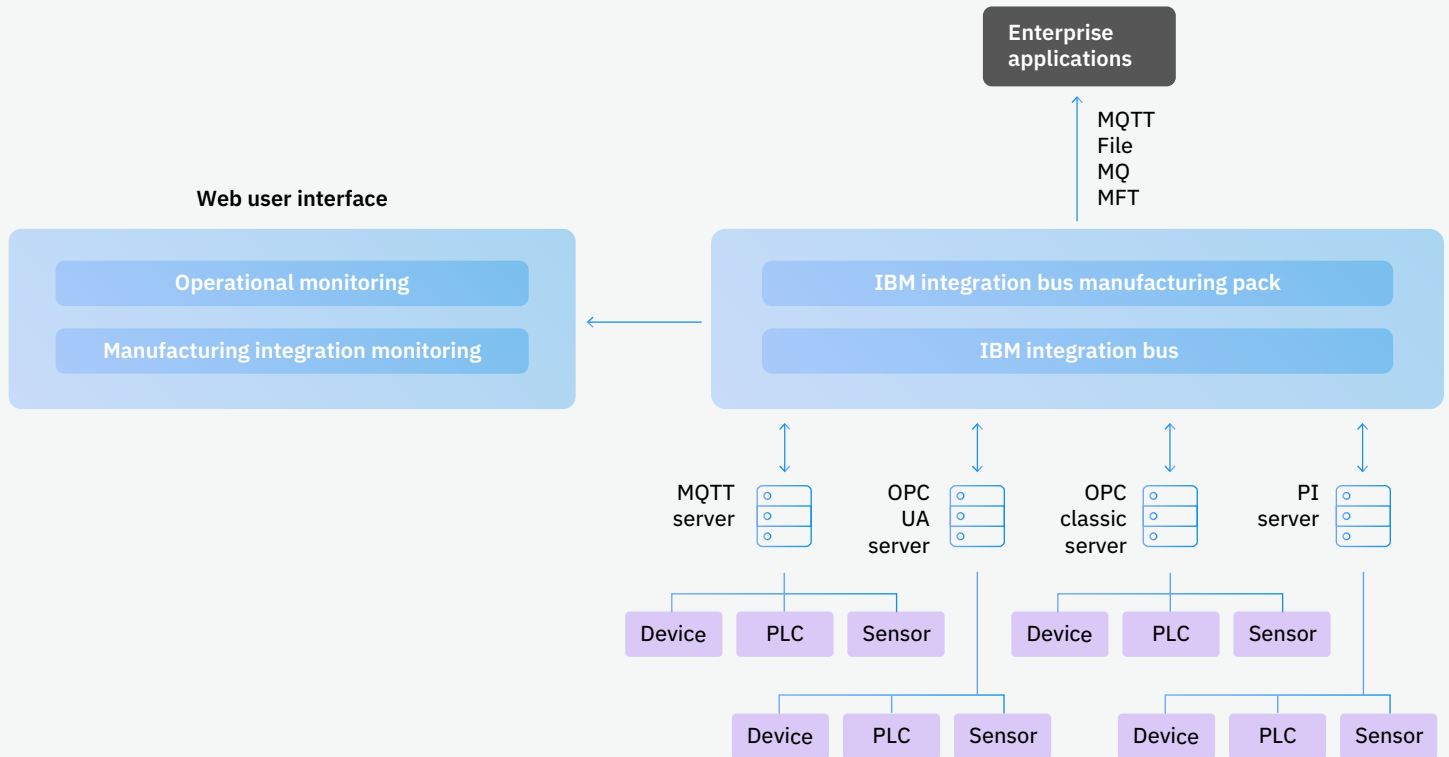 Enterprise
applications
MQTT
File
MQ
MFT
Web user interface
Operational monitoring
Manufacturing integration monitoring
IBM integration bus manufacturing pack
IBM integration bus
MQTT
server
OPC
UA
server
OPC
classic
server
PI
server
Device
PLC
Sensor
Device
PLC
Sensor
Device
PLC
Sensor
Device
PLC
Sensor